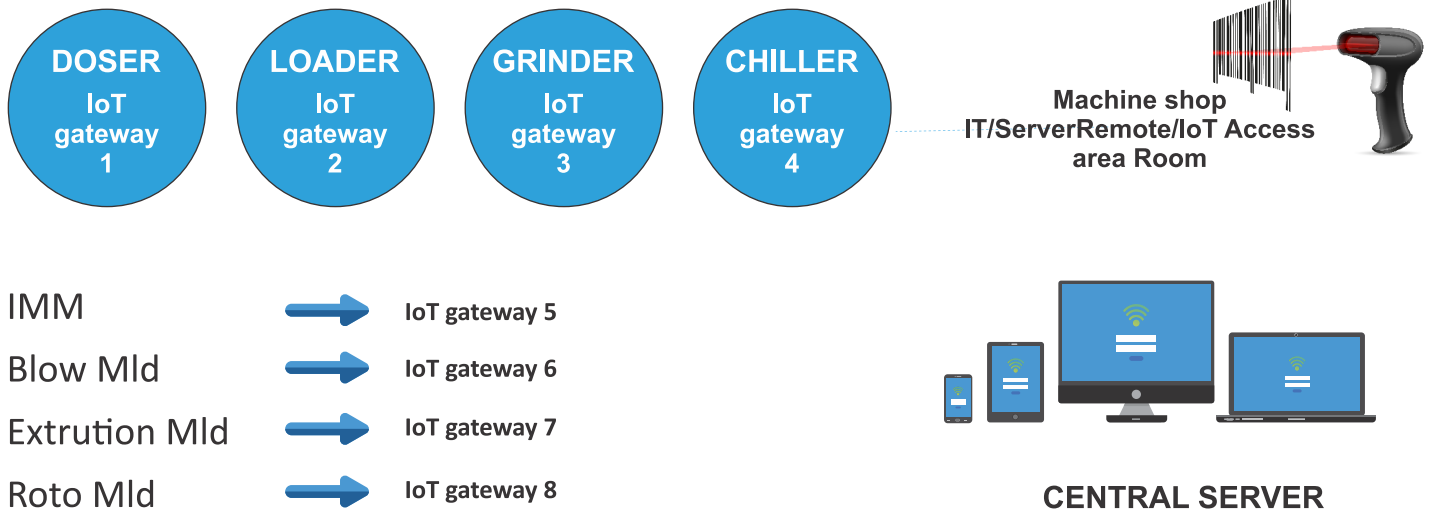 DOSER
IoT
gateway
1
LOADER
IoT
gateway
2
GRINDER
IoT
gateway
3
CHILLER
IoT
gateway
4
Machine shop
IT/ServerRemote/IoT Access
area Room
IMM
IoT gateway 5
Blow Mld
IoT gateway 6
Extrution Mld
IoT gateway 7
Roto Mld
IoT gateway 8
CENTRAL SERVER